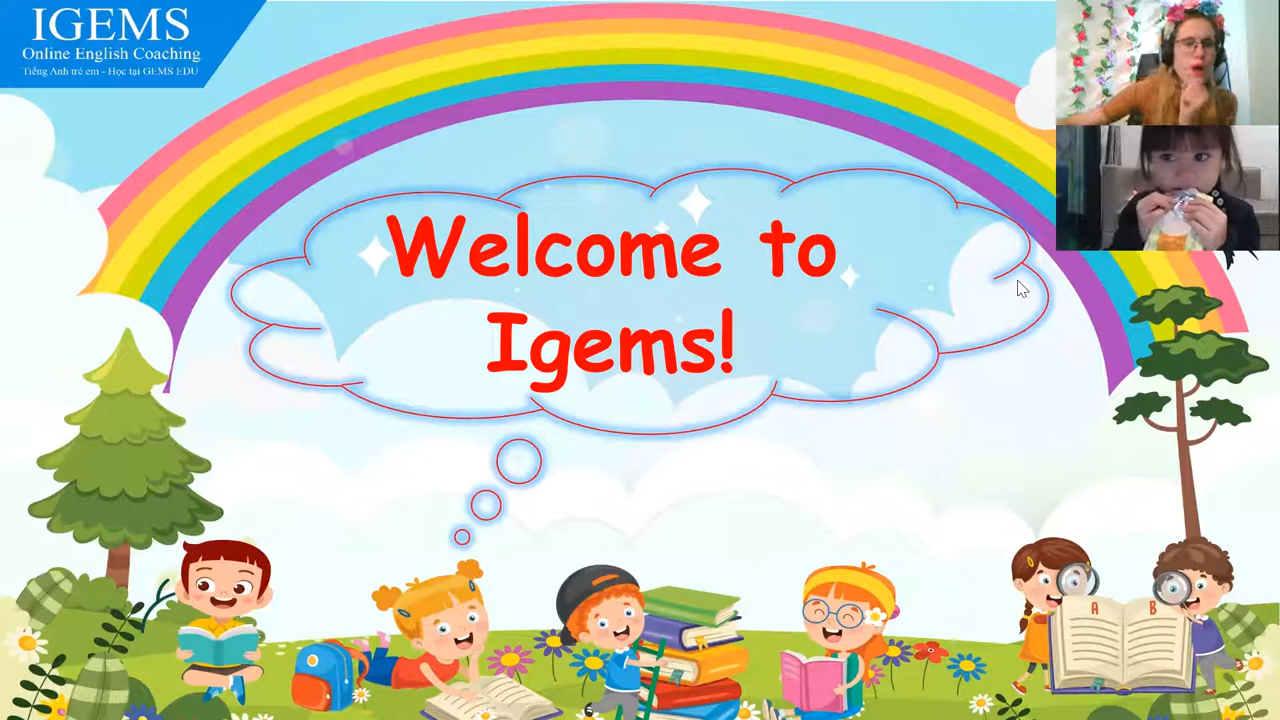 IGEMS
Online English Coaching
Tiếng Anh trẻ em - Học tại GEMS EDU
Welcome to
Igems!
A B